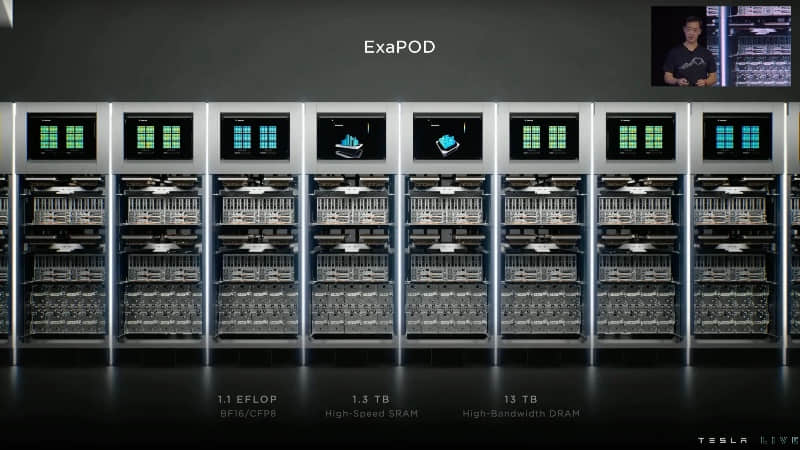 ExaPOD
1.1 EFLOP
BF16/CFP8
1.3 TB
High-Speed SRAM
13 TB
High-Bandwidth DRAM
TESLA LIVE